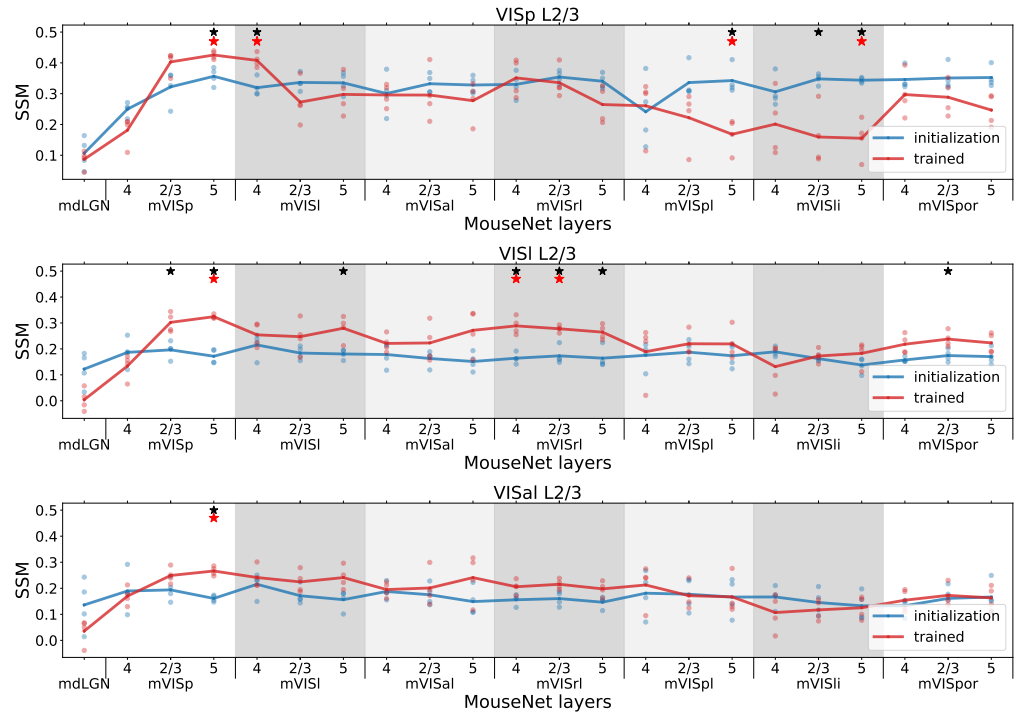 VISp L2/3
0.5
0.4
0.3
0.2
0.1
SSM
initialization
trained
4 2/3 5 4 2/3 5 4 2/3 5 4 2/3 5 4 2/3 5 4 2/3 5 4 2/3 5
mdLGN mVISp mVISl mVISal mVISrl mVISpl mVISli mVISpor
MouseNet layers
VISl L2/3
0.5
0.4
0.3
0.2
0.1
0.0
SSM
initialization
trained
4 2/3 5 4 2/3 5 4 2/3 5 4 2/3 5 4 2/3 5 4 2/3 5 4 2/3 5
mdLGN mVISp mVISl mVISal mVISrl mVISpl mVISli mVISpor
MouseNet layers
VISal L2/3
0.5
0.4
0.3
0.2
0.1
0.0
SSM
initialization
trained
4 2/3 5 4 2/3 5 4 2/3 5 4 2/3 5 4 2/3 5 4 2/3 5 4 2/3 5
mdLGN mVISp mVISl mVISal mVISrl mVISpl mVISli mVISpor
MouseNet layers